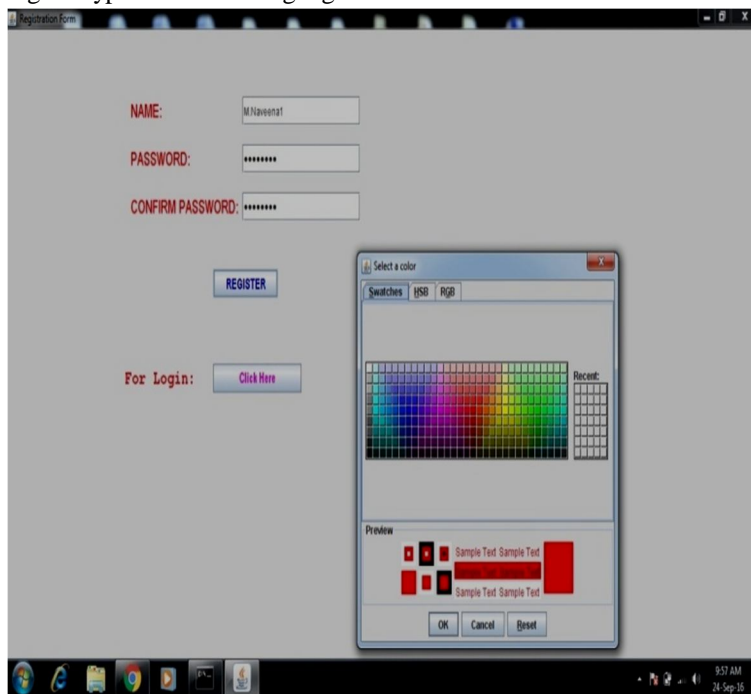 Registration Form
NAME:
M.Naveena1
PASSWORD:
••••••••
CONFIRM PASSWORD:
••••••••
REGISTER
For Login:
Click Here
Select a color
Swatches HSB RGB
Recent:
Preview
Sample Text Sample Text
Sample Text Sample Text
Sample Text Sample Text
OK Cancel Reset
9:57 AM
24-Sep-16